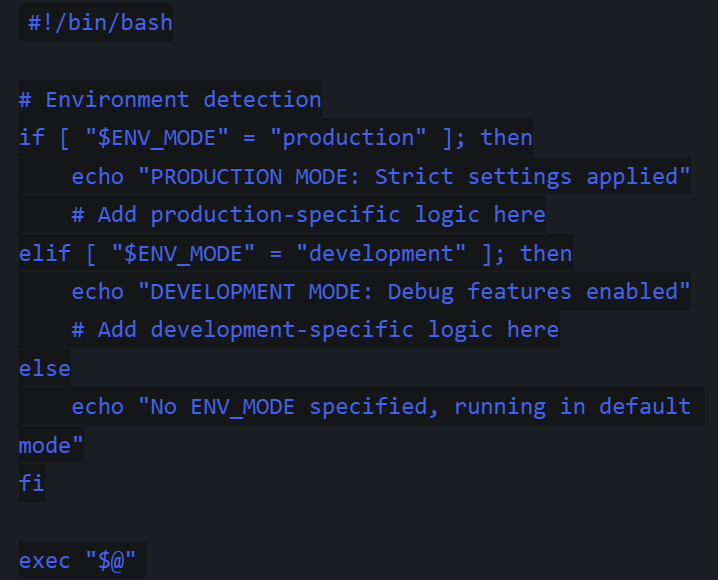 #!/bin/bash
# Environment detection
if [ "$ENV_MODE" = "production" ]; then
    echo "PRODUCTION MODE: Strict settings applied"
    # Add production-specific logic here
elif [ "$ENV_MODE" = "development" ]; then
    echo "DEVELOPMENT MODE: Debug features enabled"
    # Add development-specific logic here
else
    echo "No ENV_MODE specified, running in default
mode"
fi
exec "$@"